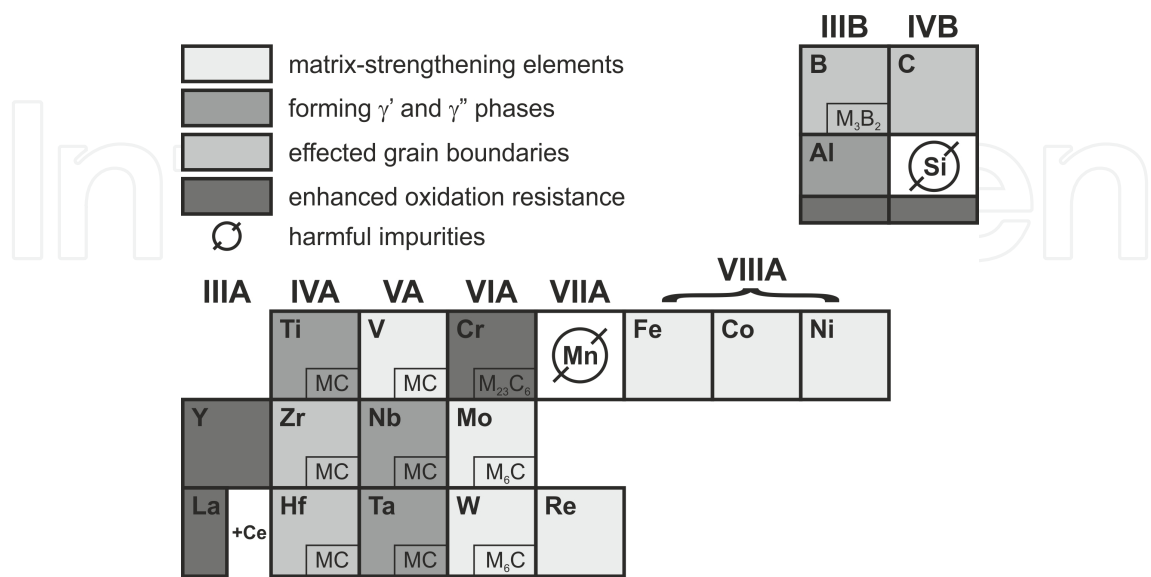 IIIB IVB
matrix-strengthening elements
B C
forming γ' and γ" phases
M₃B₂
effected grain boundaries
Al Si
enhanced oxidation resistance
harmful impurities
VIIIA
IIIA IVA VA VIA VIIA
Ti V Cr Mn Fe Co Ni
MC MC M₂₃C₆
Y Zr Nb Mo
MC MC M₆C
La +Ce Hf Ta W Re
MC MC M₆C